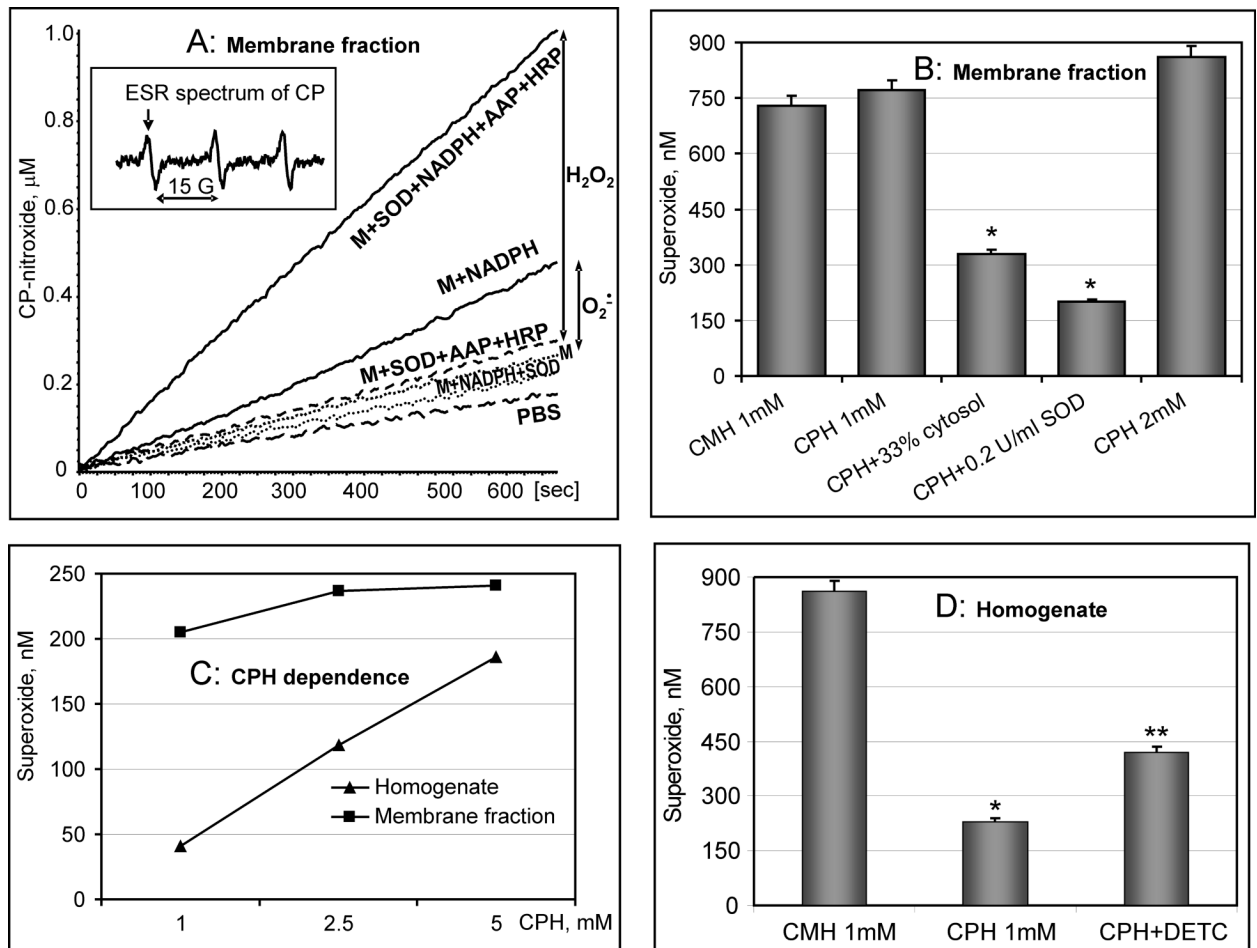 A: Membrane fraction
ESR spectrum of CP
15 G
CP-nitroxide, μM
1.0
0.8
0.6
0.4
0.2
0
M+SOD+NADPH+AAP+HRP
M+NADPH
M+SOD+AAP+HRP
M
M+NADPH+SOD
PBS
H₂O₂
O₂∸
0 100 200 300 400 500 600 [sec]
B: Membrane fraction
Superoxide, nM
900
750
600
450
300
150
0
*
*
CMH 1mM
CPH 1mM
CPH+33% cytosol
CPH+0.2 U/ml SOD
CPH 2mM
C: CPH dependence
Superoxide, nM
250
200
150
100
50
0
Homogenate
Membrane fraction
1 2.5 5 CPH, mM
D: Homogenate
Superoxide, nM
900
750
600
450
300
150
0
*
**
CMH 1mM CPH 1mM CPH+DETC